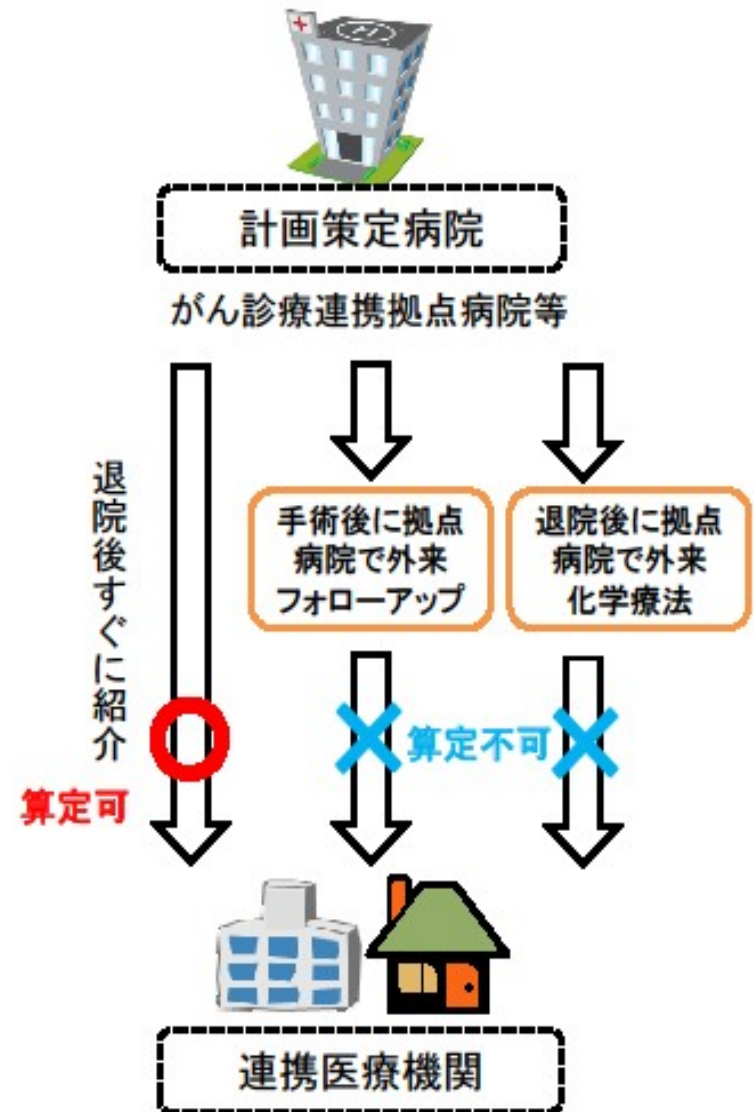 計画策定病院
がん診療連携拠点病院等
退院後すぐに紹介
手術後に拠点
病院で外来
フォローアップ
退院後に拠点
病院で外来
化学療法
算定可
算定不可
連携医療機関